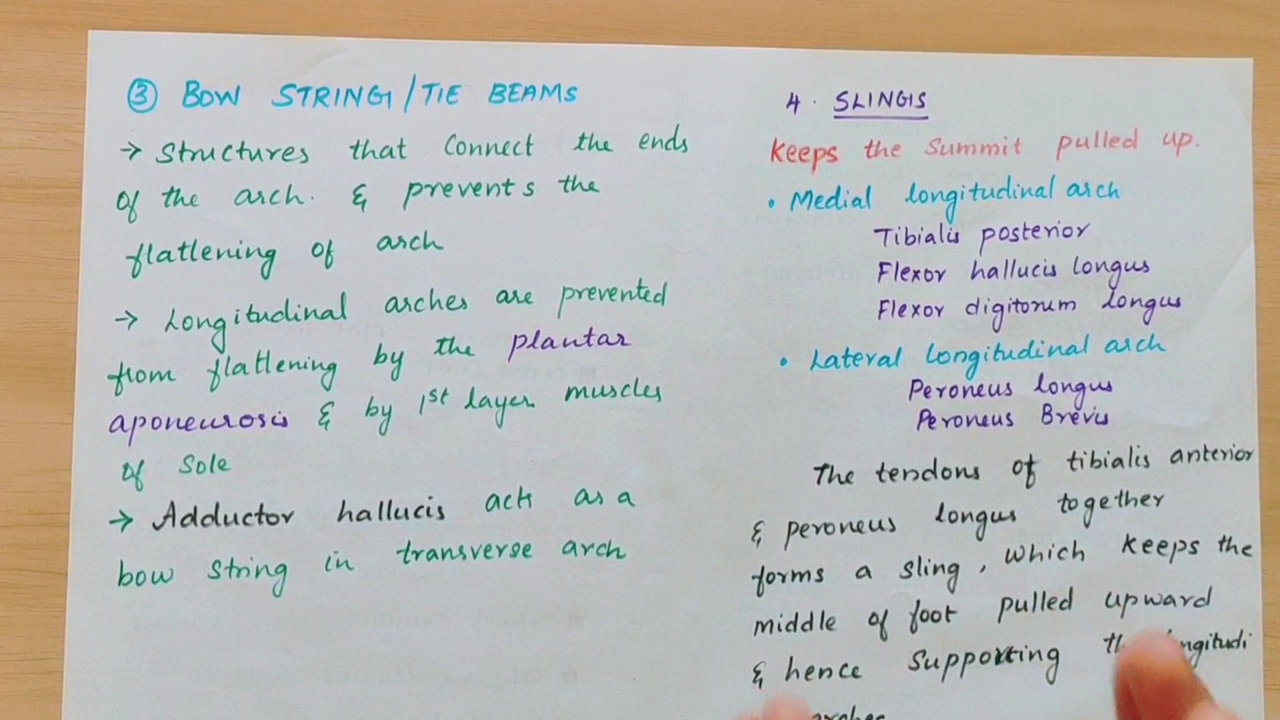 ③ BOW STRING/TIE BEAMS
→ Structures that connect the ends
of the arch. & prevents the
flattening of arch
→ Longitudinal arches are prevented
from flattening by the plantar
aponeurosis & by 1st layer muscles
of Sole
→ Adductor hallucis acts as a
bow string in transverse arch
4. SLINGS
Keeps the Summit pulled up.
• Medial longitudinal arch
Tibialis posterior
Flexor hallucis longus
Flexor digitorum longus
• Lateral longitudinal arch
Peroneus longus
Peroneus Brevis
The tendons of tibialis anterior
& peroneus longus together
forms a sling, which keeps the
middle of foot pulled upward
& hence Supporting
arches